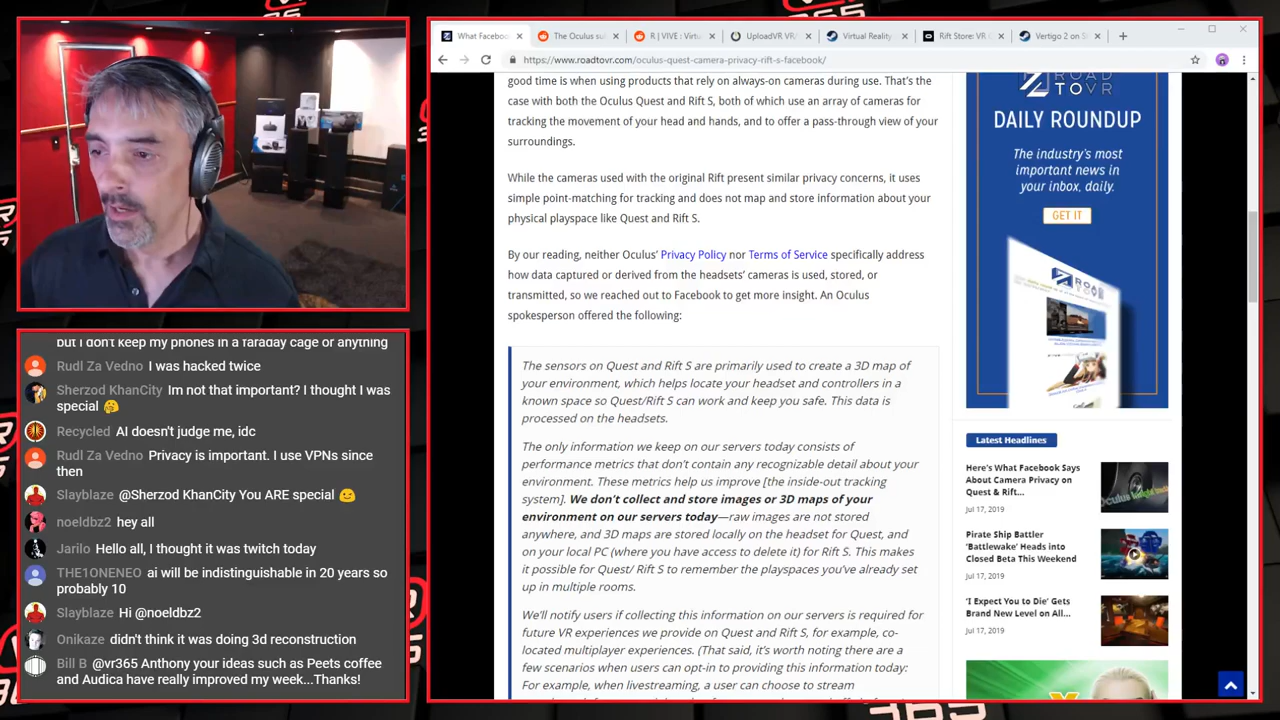 What Faceboo
The Oculus su
R | VIVE : Virtu
UploadVR VR
Virtual Reality
Rift Store: VR G
Vertigo 2 on S
https://www.roadtovr.com/oculus-quest-camera-privacy-rift-s-facebook/
good time is when using products that rely on always-on cameras during use. That's the
case with both the Oculus Quest and Rift S, both of which use an array of cameras for
tracking the movement of your head and hands, and to offer a pass-through view of your
surroundings.
While the cameras used with the original Rift present similar privacy concerns, it uses
simple point-matching for tracking and does not map and store information about your
physical playspace like Quest and Rift S.
By our reading, neither Oculus' Privacy Policy nor Terms of Service specifically address
how data captured or derived from the headsets' cameras is used, stored, or
transmitted, so we reached out to Facebook to get more insight. An Oculus
spokesperson offered the following:
The sensors on Quest and Rift S are primarily used to create a 3D map of
your environment, which helps locate your headset and controllers in a
known space so Quest/Rift S can work and keep you safe. This data is
processed on the headsets.
The only information we keep on our servers today consists of
performance metrics that don't contain any recognizable detail about your
environment. These metrics help us improve [the inside-out tracking
system]. We don't collect and store images or 3D maps of your
environment on our servers today—raw images are not stored
anywhere, and 3D maps are stored locally on the headset for Quest, and
on your local PC (where you have access to delete it) for Rift S. This makes
it possible for Quest/ Rift S to remember the playspaces you've already set
up in multiple rooms.
We'll notify users if collecting this information on our servers is required for
future VR experiences we provide on Quest and Rift S, for example, co-
located multiplayer experiences. (That said, it's worth noting there are a
few scenarios when users can opt-in to providing this information today:
For example, when livestreaming, a user can choose to stream
ROAD
TOVR
DAILY ROUNDUP
The industry's most
important news in
your inbox, daily.
GET IT
Latest Headlines
Here's What Facebook Says
About Camera Privacy on
Quest & Rift...
Jul 17, 2019
Pirate Ship Battler
'Battlewake' Heads into
Closed Beta This Weekend
Jul 17, 2019
'I Expect You to Die' Gets
Brand New Level on All...
Jul 17, 2019
but I don't keep my phones in a faraday cage or anything
Rudl Za Vedno I was hacked twice
Sherzod KhanCity Im not that important? I thought I was
special 🤔
Recycled AI doesn't judge me, idc
Rudl Za Vedno Privacy is important. I use VPNs since
then
Slayblaze @Sherzod KhanCity You ARE special 😉
noeldbz2 hey all
Jarilo Hello all, I thought it was twitch today
THE1ONENEO ai will be indistinguishable in 20 years so
probably 10
Slayblaze Hi @noeldbz2
Onikaze didn't think it was doing 3d reconstruction
Bill B @vr365 Anthony your ideas such as Peets coffee
and Audica have really improved my week...Thanks!
365